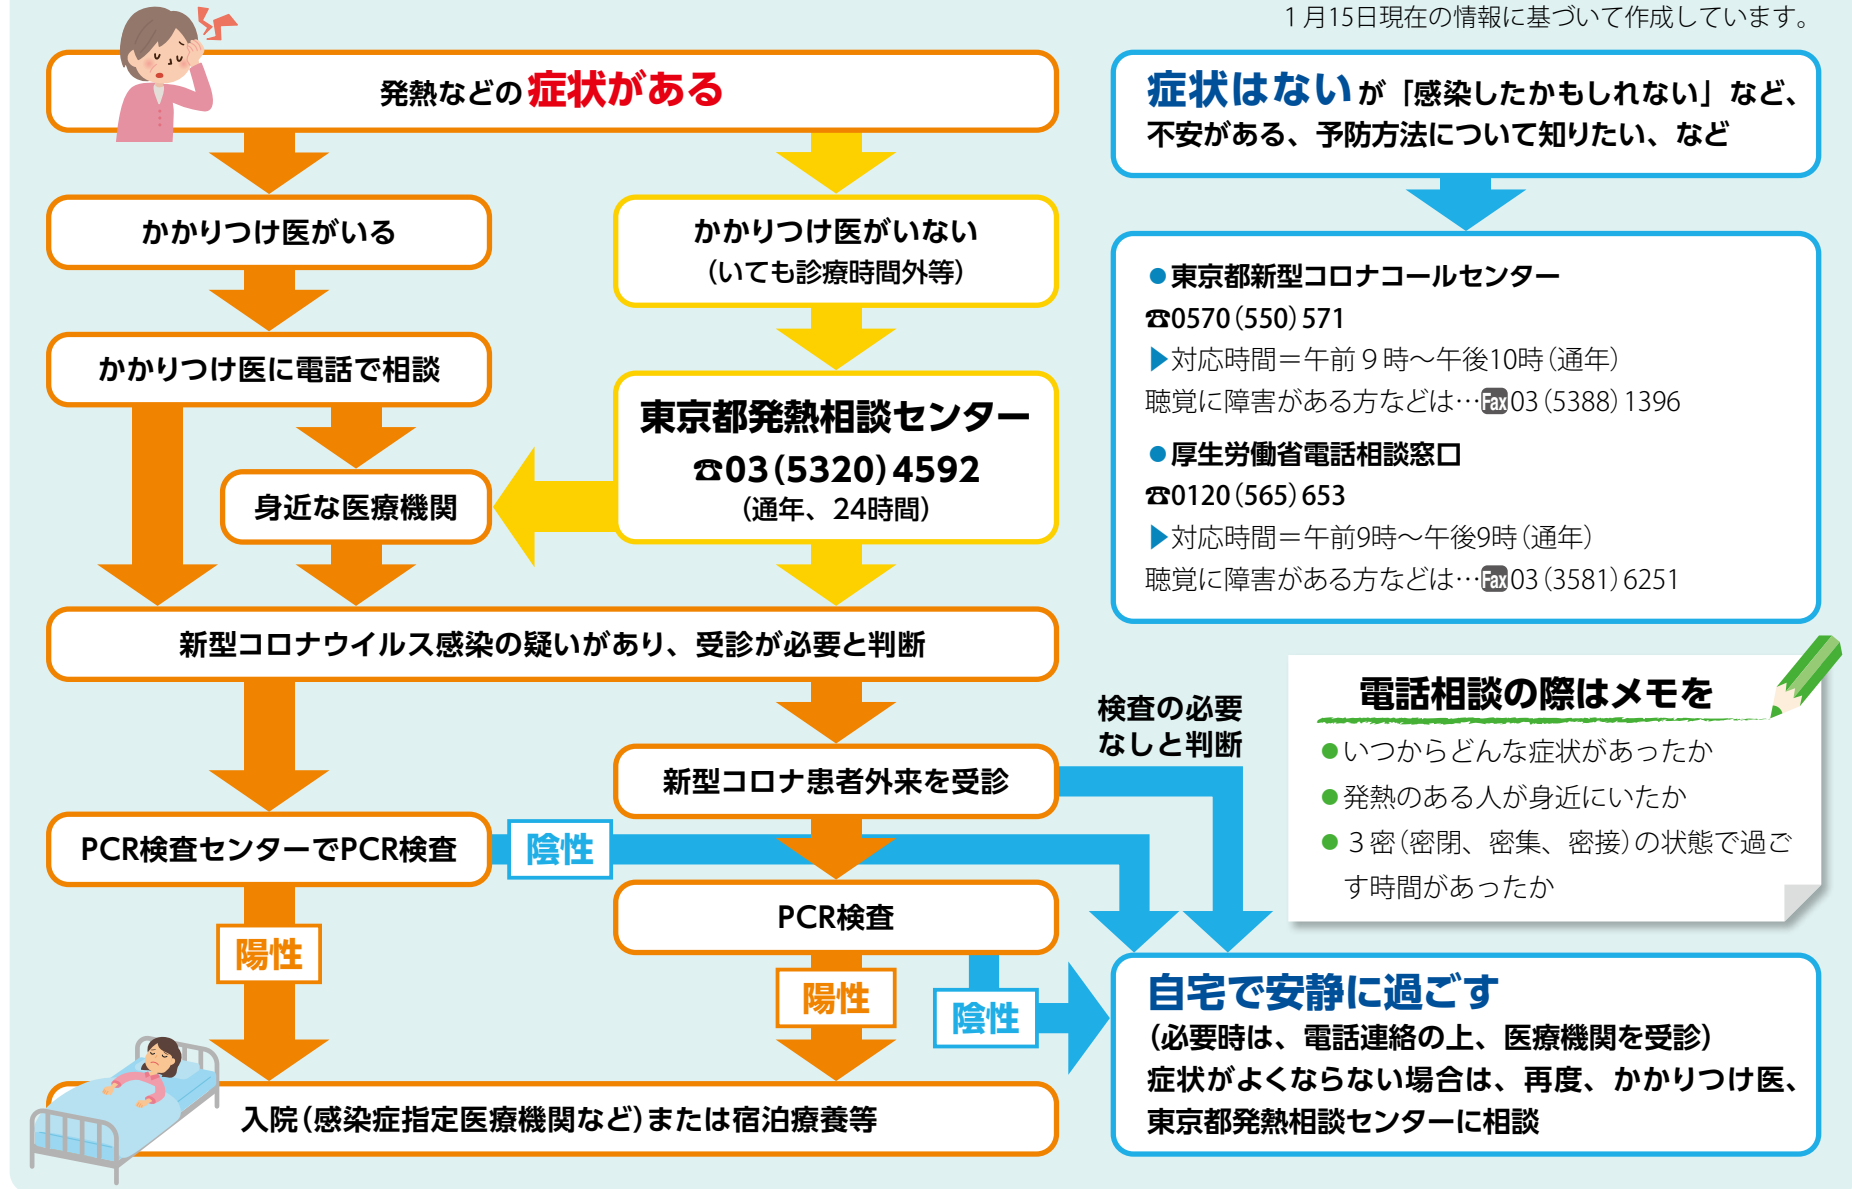 1月15日現在の情報に基づいて作成しています。
発熱などの症状がある
かかりつけ医がいる
かかりつけ医がいない
（いても診療時間外等）
かかりつけ医に電話で相談
東京都発熱相談センター
☎03（5320）4592
（通年、24時間）
身近な医療機関
新型コロナウイルス感染の疑いがあり、受診が必要と判断
新型コロナ患者外来を受診
検査の必要
なしと判断
PCR検査センターでPCR検査
陰性
PCR検査
陽性
陽性
陰性
入院（感染症指定医療機関など）または宿泊療養等
症状はないが「感染したかもしれない」など、
不安がある、予防方法について知りたい、など
●東京都新型コロナコールセンター
☎0570（550）571
▶対応時間＝午前9時～午後10時（通年）
聴覚に障害がある方などは…Fax03（5388）1396
●厚生労働省電話相談窓口
☎0120（565）653
▶対応時間＝午前9時～午後9時（通年）
聴覚に障害がある方などは…Fax03（3581）6251
電話相談の際はメモを
●いつからどんな症状があったか
●発熱のある人が身近にいたか
●3密（密閉、密集、密接）の状態で過ご
す時間があったか
自宅で安静に過ごす
（必要時は、電話連絡の上、医療機関を受診）
症状がよくならない場合は、再度、かかりつけ医、
東京都発熱相談センターに相談